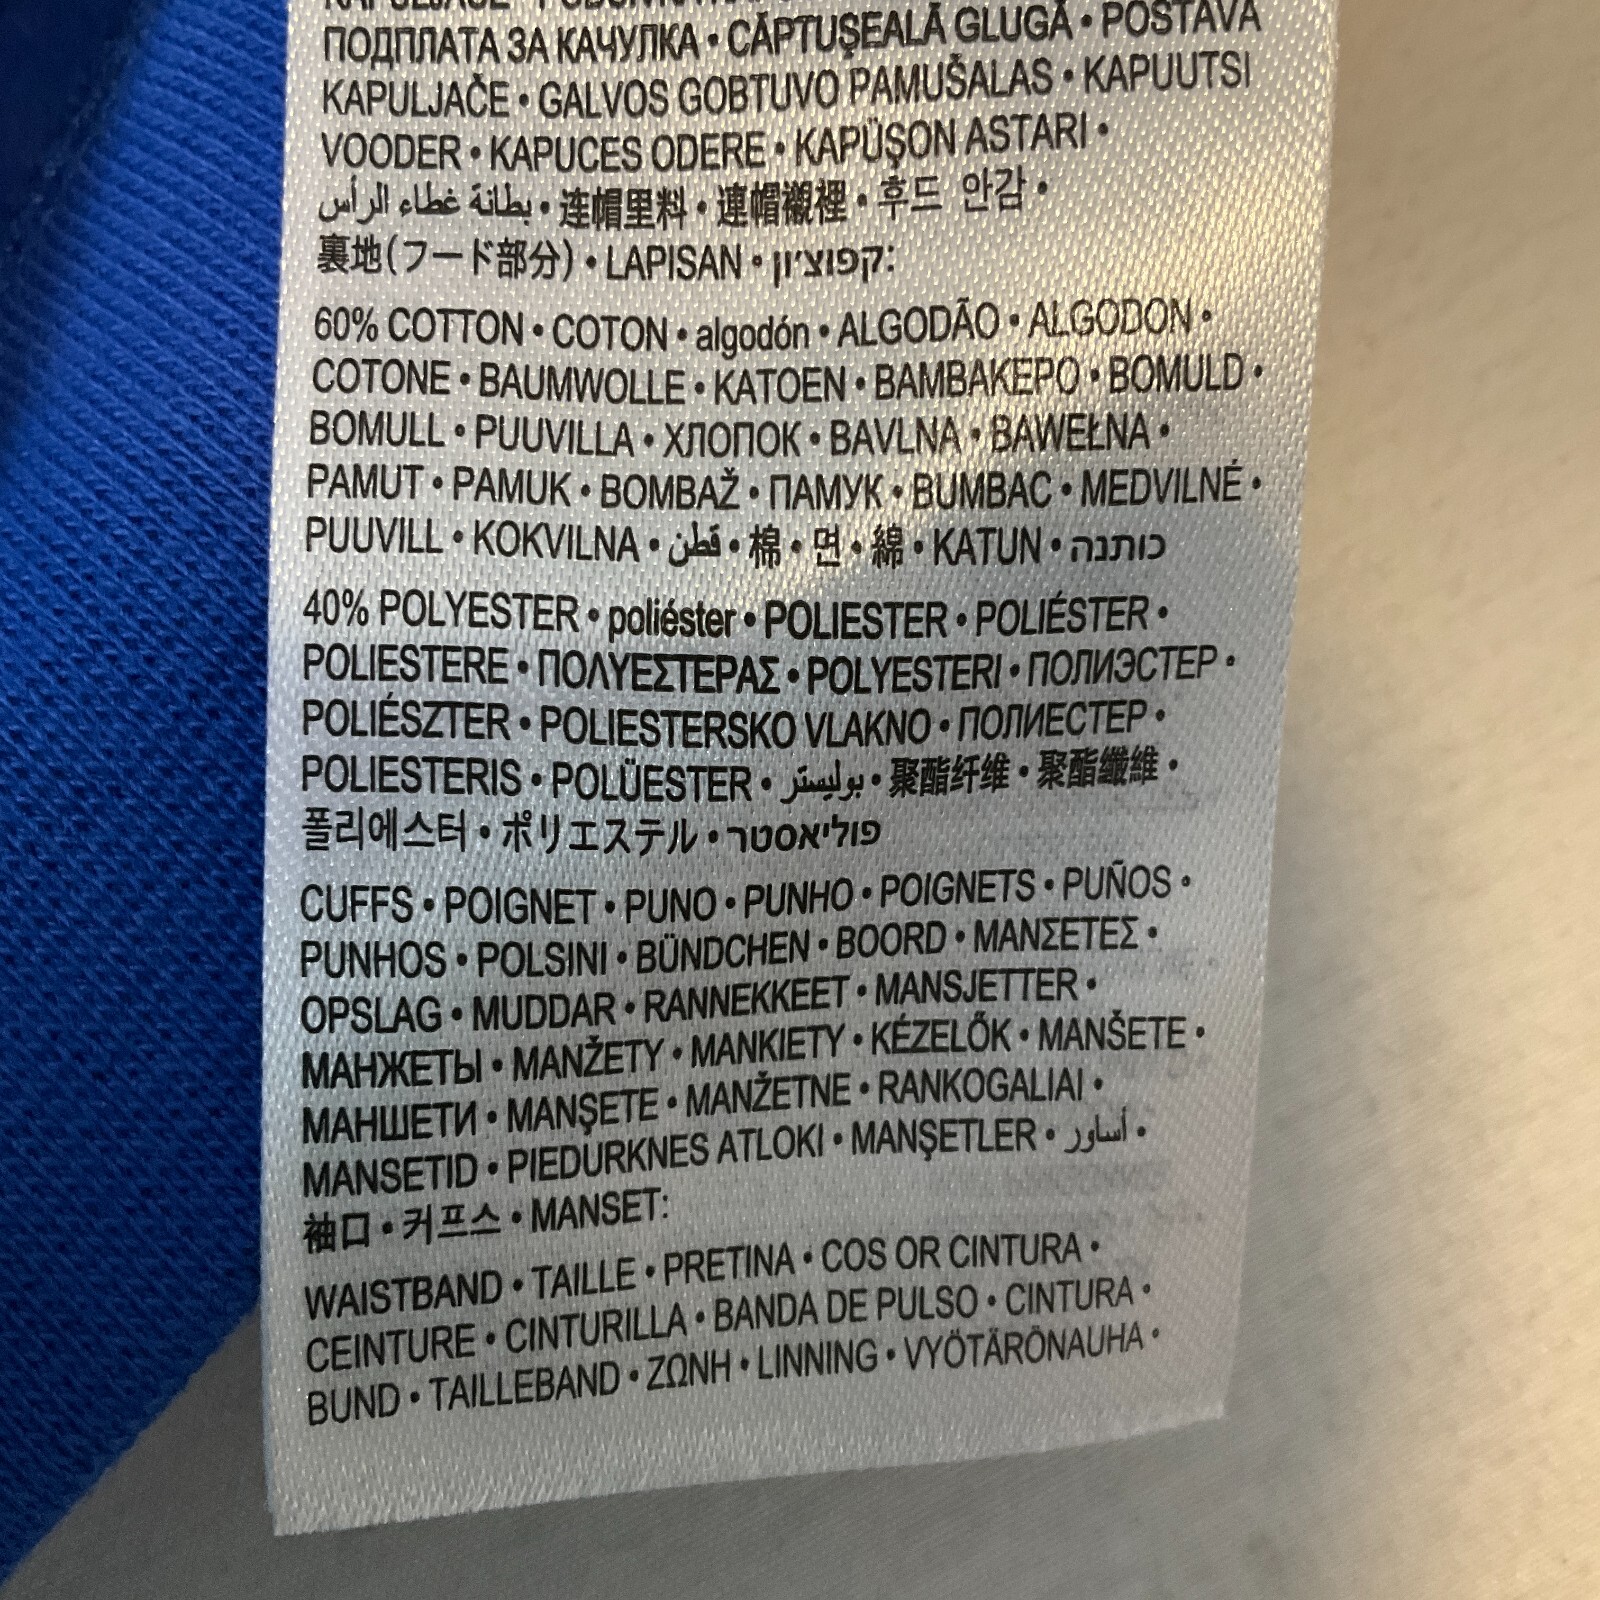 ПОДПЛАТА ЗА КАЧУЛКА • CĂPTUŞEALĂ GLUGĂ • POSTAVA
KAPULJAČE • GALVOS GOBTUVO PAMUŠALAS • KAPUUTSI
VOODER • KAPUCES ODERE • KAPÜŞON ASTARI •
بطانة غطاء الرأس • 连帽里料 • 連帽襯裡 • 후드 안감 •
裏地(フード部分) • LAPISAN • קפוצ׳ון:
60% COTTON • COTON • algodón • ALGODÃO • ALGODON •
COTONE • BAUMWOLLE • KATOEN • BAMBAKEPO • BOMULD •
BOMULL • PUUVILLA • ХЛОПОК • BAVLNA • BAWEŁNA •
PAMUT • PAMUK • BOMBAŽ • ПАМУК • BUMBAC • MEDVILNÉ •
PUUVILL • KOKVILNA • قطن • 棉 • 면 • 綿 • KATUN • כותנה
40% POLYESTER • poliéster • POLIESTER • POLIÉSTER •
POLIESTERE • ΠΟΛΥΕΣΤΕΡΑΣ • POLYESTERI • ПОЛИЭСТЕР •
POLIÉSZTER • POLIESTERSKO VLAKNO • ПОЛИЕСТЕР •
POLIESTERIS • POLÜESTER • بوليستر • 聚酯纤维 • 聚酯纖維 •
폴리에스터 • ポリエステル • פוליאסטר
CUFFS • POIGNET • PUNO • PUNHO • POIGNETS • PUÑOS •
PUNHOS • POLSINI • BÜNDCHEN • BOORD • ΜΑΝΣΕΤΕΣ •
OPSLAG • MUDDAR • RANNEKKEET • MANSJETTER •
МАНЖЕТЫ • MANŽETY • MANKIETY • KÉZELŐK • MANŠETE •
МАНШЕТИ • MANŞETE • MANŽETNE • RANKOGALIAI •
MANSETID • PIEDURKNES ATLOKI • MANŞETLER • أساور •
袖口 • 커프스 • MANSET:
WAISTBAND • TAILLE • PRETINA • COS OR CINTURA •
CEINTURE • CINTURILLA • BANDA DE PULSO • CINTURA •
BUND • TAILLEBAND • ΖΩΝΗ • LINNING • VYÖTÄRÖNAUHA •